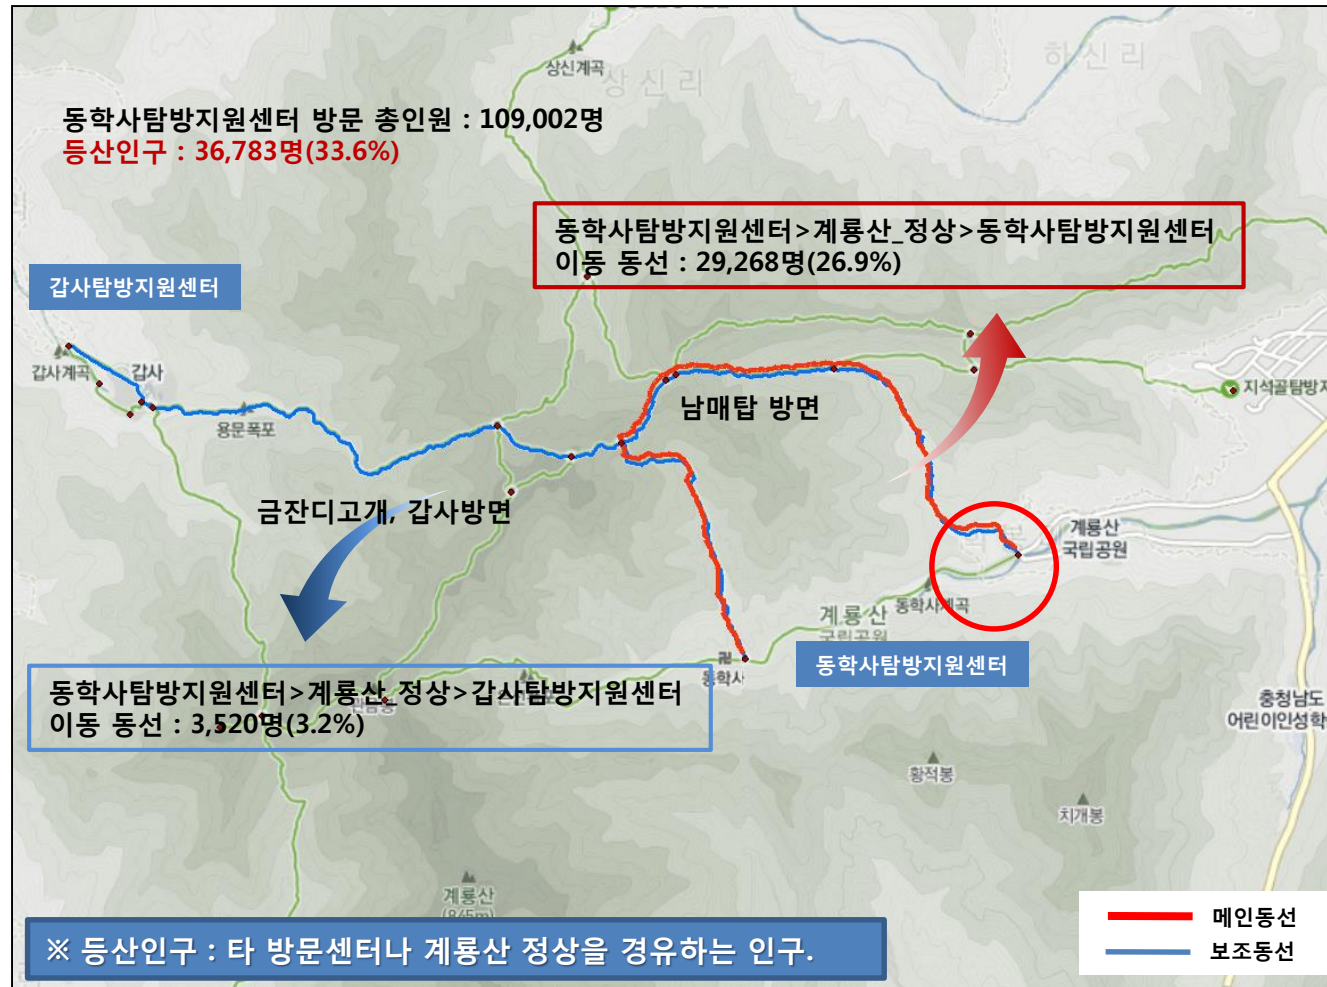 상신계곡
상신리
하신리
동학사탐방지원센터 방문 총인원 : 109,002명
등산인구 : 36,783명(33.6%)
동학사탐방지원센터>계룡산_정상>동학사탐방지원센터
이동 동선 : 29,268명(26.9%)
갑사탐방지원센터
갑사계곡
갑사
용문폭포
남매탑 방면
지석골탐방지
금잔디고개, 갑사방면
계룡산
국립공원
동학사계곡
계룡산
국립공원
동학사탐방지원센터
동학사
동학사탐방지원센터>계룡산_정상>갑사탐방지원센터
이동 동선 : 3,520명(3.2%)
충청남도
어린이인성학
황적봉
치개봉
계룡산
(845m)
※ 등산인구 : 타 방문센터나 계룡산 정상을 경유하는 인구.
메인동선
보조동선